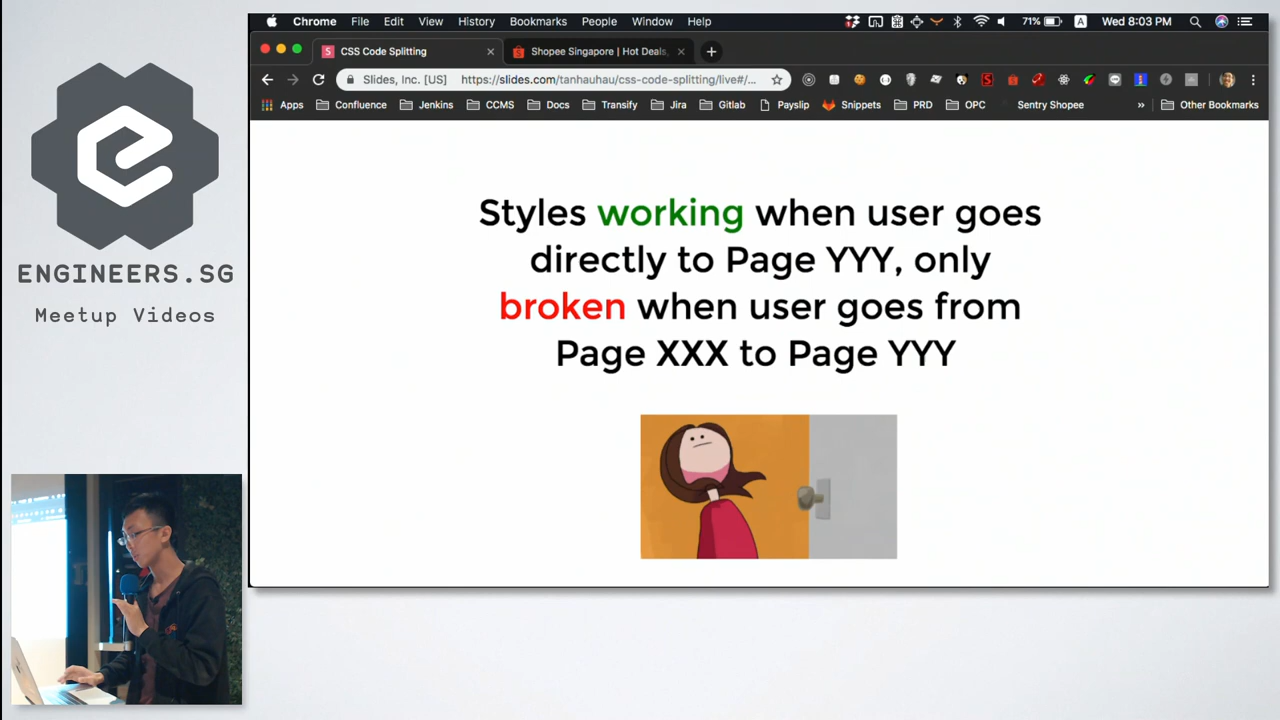 Chrome File Edit View History Bookmarks People Window Help 71% A Wed 8:03 PM
CSS Code Splitting Shopee Singapore | Hot Deals,
Slides, Inc. [US] https://slides.com/tanhauhau/css-code-splitting/live#/...
Apps Confluence Jenkins CCMS Docs Transify Jira Gitlab Payslip Snippets PRD OPC Sentry Shopee » Other Bookmarks
Styles working when user goes
directly to Page YYY, only
broken when user goes from
Page XXX to Page YYY
ENGINEERS.SG
Meetup Videos